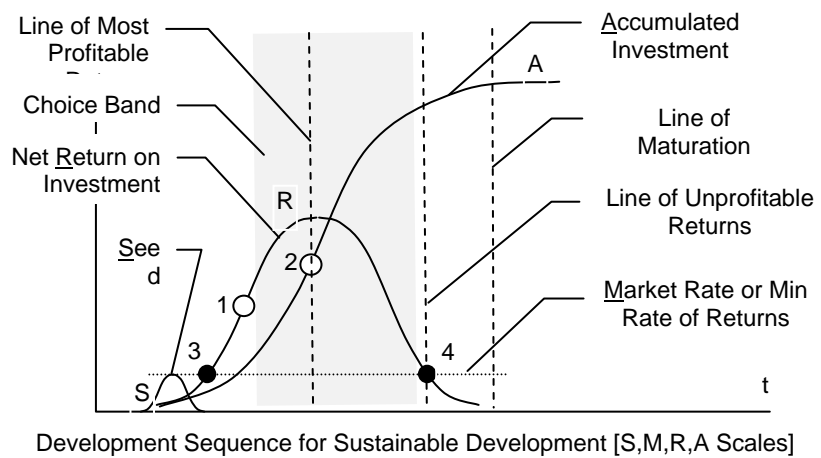 Line of Most
Profitable
Choice Band
Net Return on
Investment
See
d
S
3
1
2
R
4
A
Accumulated
Investment
Line of
Maturation
Line of Unprofitable
Returns
Market Rate or Min
Rate of Returns
t
Development Sequence for Sustainable Development [S,M,R,A Scales]